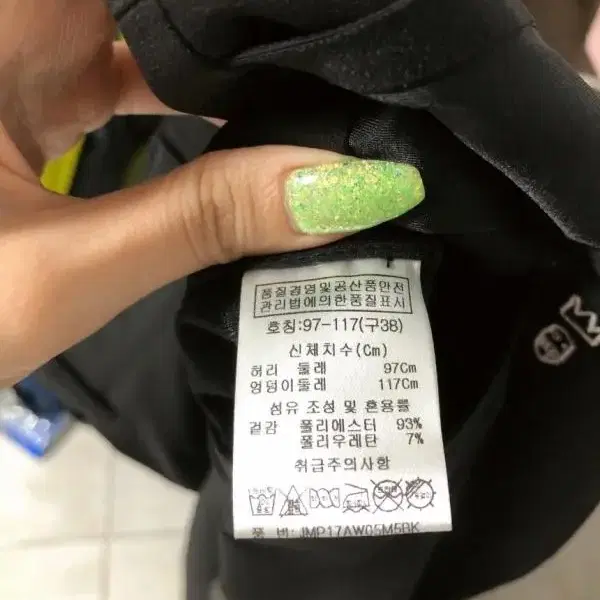 품질경영및공산품안전
관리법에의한품질표시
호칭:97-117(구38)
신체치수(Cm)
허리 둘레 97Cm
엉덩이둘레 117Cm
섬유 조성 및 혼용률
겉감 폴리에스터 93%
폴리우레탄 7%
취급주의사항
품 번: JMP17AW05M5BK